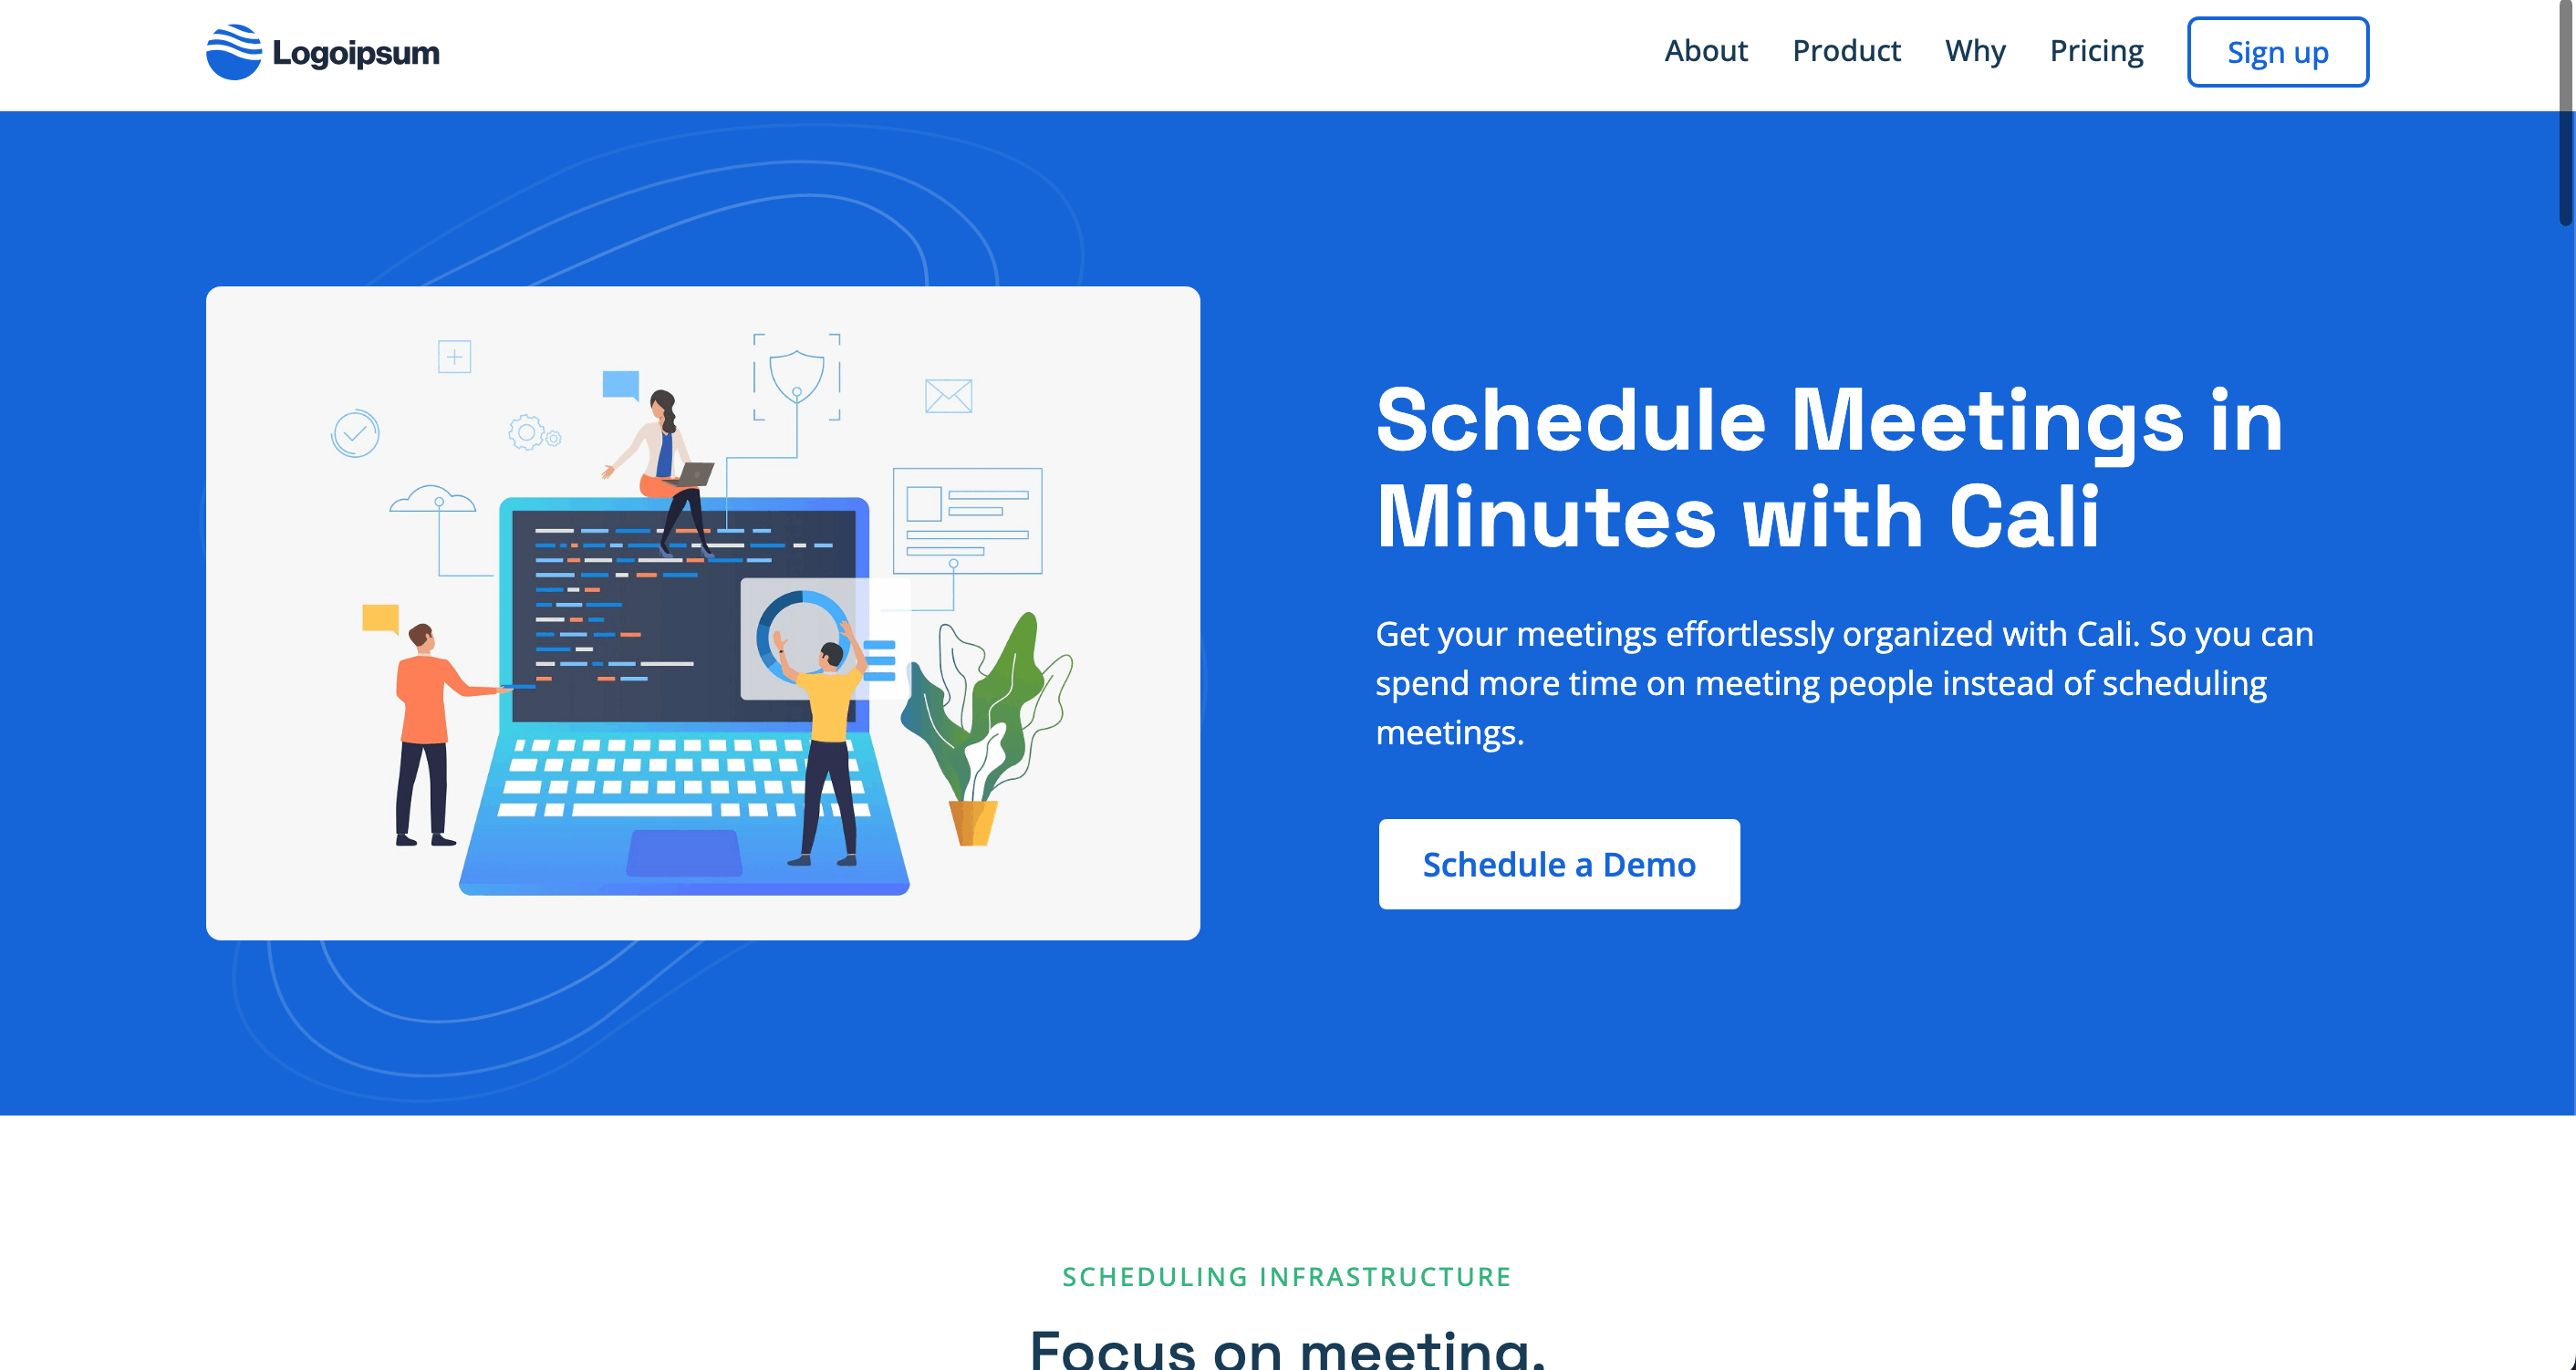 Logoipsum
About Product Why Pricing Sign up
Schedule Meetings in
Minutes with Cali
Get your meetings effortlessly organized with Cali. So you can
spend more time on meeting people instead of scheduling
meetings.
Schedule a Demo
SCHEDULING INFRASTRUCTURE
Focus on meeting,